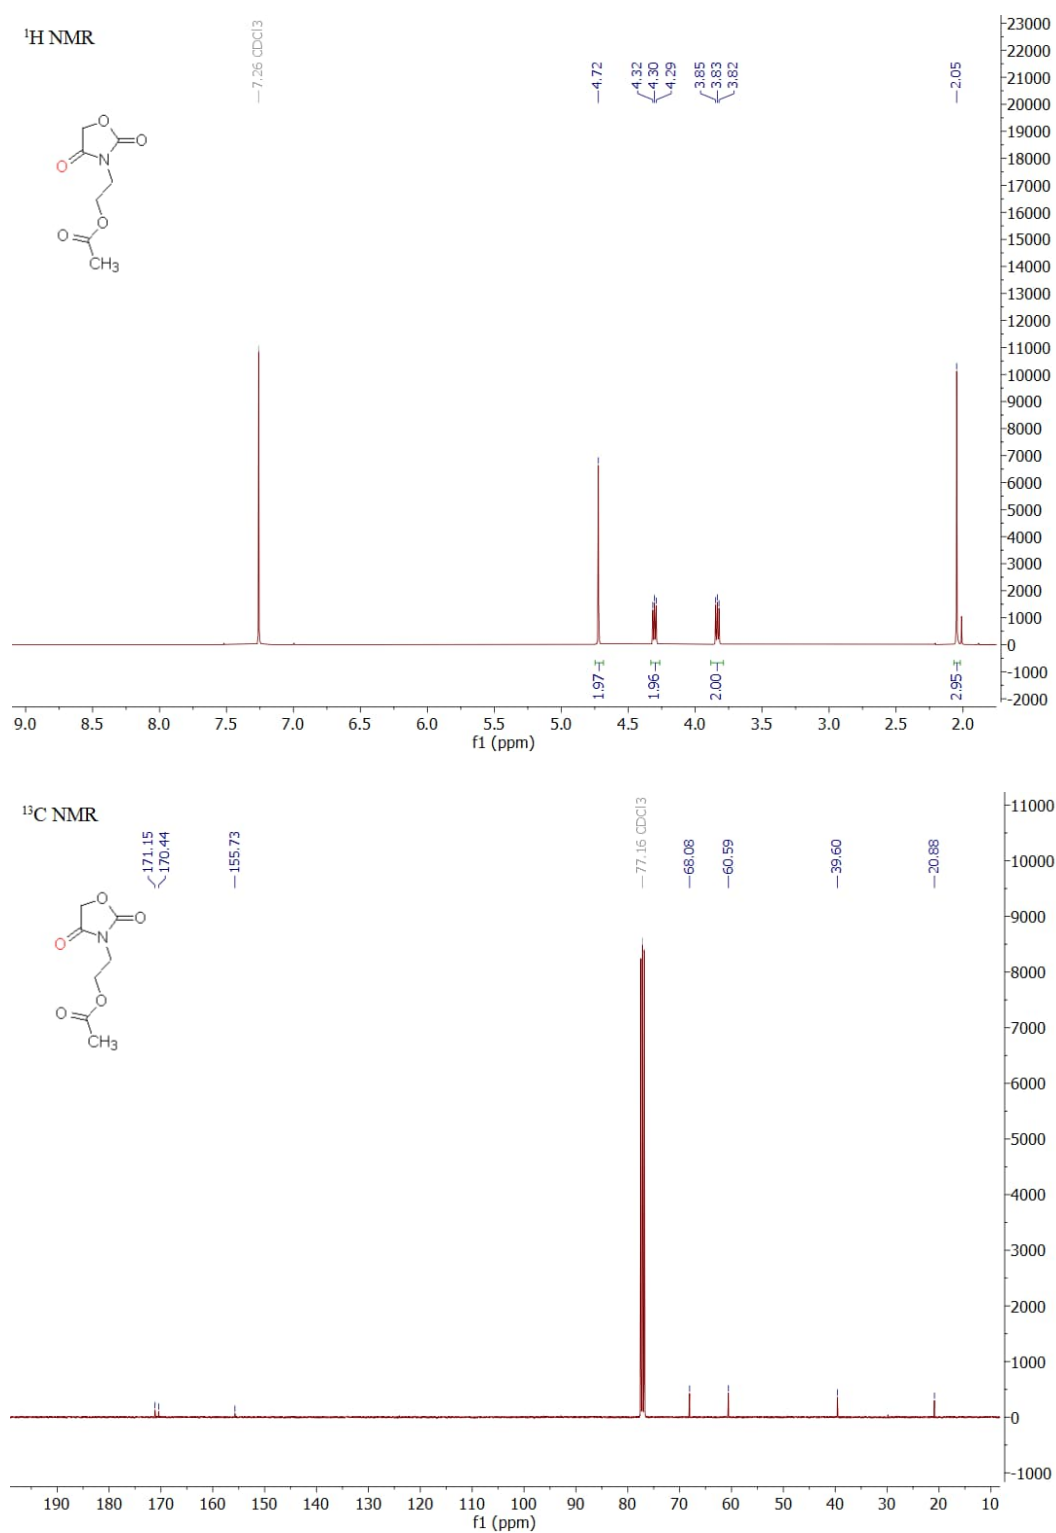 ¹H NMR
7.26 CDCl3
4.72
4.32
4.30
4.29
3.85
3.83
3.82
2.05
O
O
O
N
O
O
CH₃
23000
22000
21000
20000
19000
18000
17000
16000
15000
14000
13000
12000
11000
10000
9000
8000
7000
6000
5000
4000
3000
2000
1000
0
-1000
-2000
1.97
1.96
2.00
2.95
9.0 8.5 8.0 7.5 7.0 6.5 6.0 5.5 5.0 4.5 4.0 3.5 3.0 2.5 2.0
f1 (ppm)
¹³C NMR
171.15
170.44
155.73
77.16 CDCl3
68.08
60.59
39.60
20.88
O
O
O
N
O
O
CH₃
11000
10000
9000
8000
7000
6000
5000
4000
3000
2000
1000
0
-1000
190 180 170 160 150 140 130 120 110 100 90 80 70 60 50 40 30 20 10
f1 (ppm)